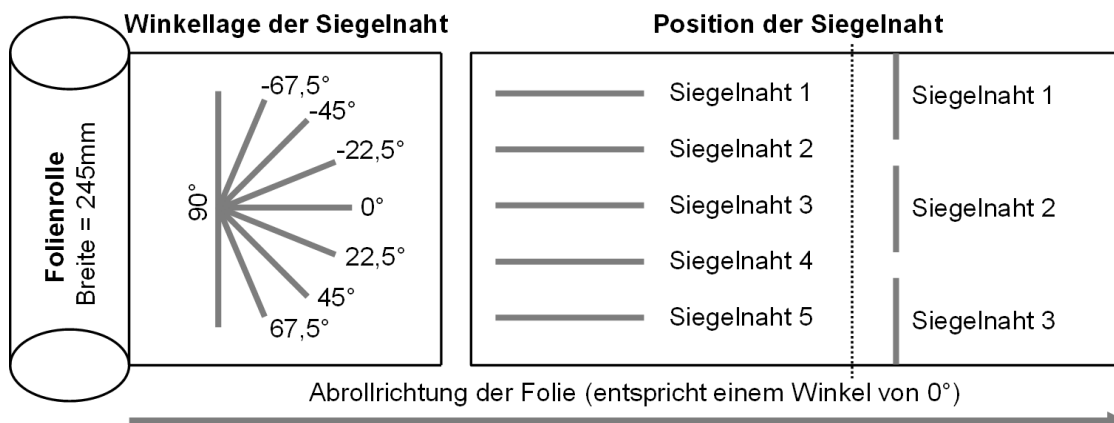 Winkellage der Siegelnaht
Position der Siegelnaht
Folienrolle
Breite = 245mm
90°
-67,5°
-45°
-22,5°
0°
22,5°
45°
67,5°
Siegelnaht 1
Siegelnaht 2
Siegelnaht 3
Siegelnaht 4
Siegelnaht 5
Siegelnaht 1
Siegelnaht 2
Siegelnaht 3
Abrollrichtung der Folie (entspricht einem Winkel von 0°)